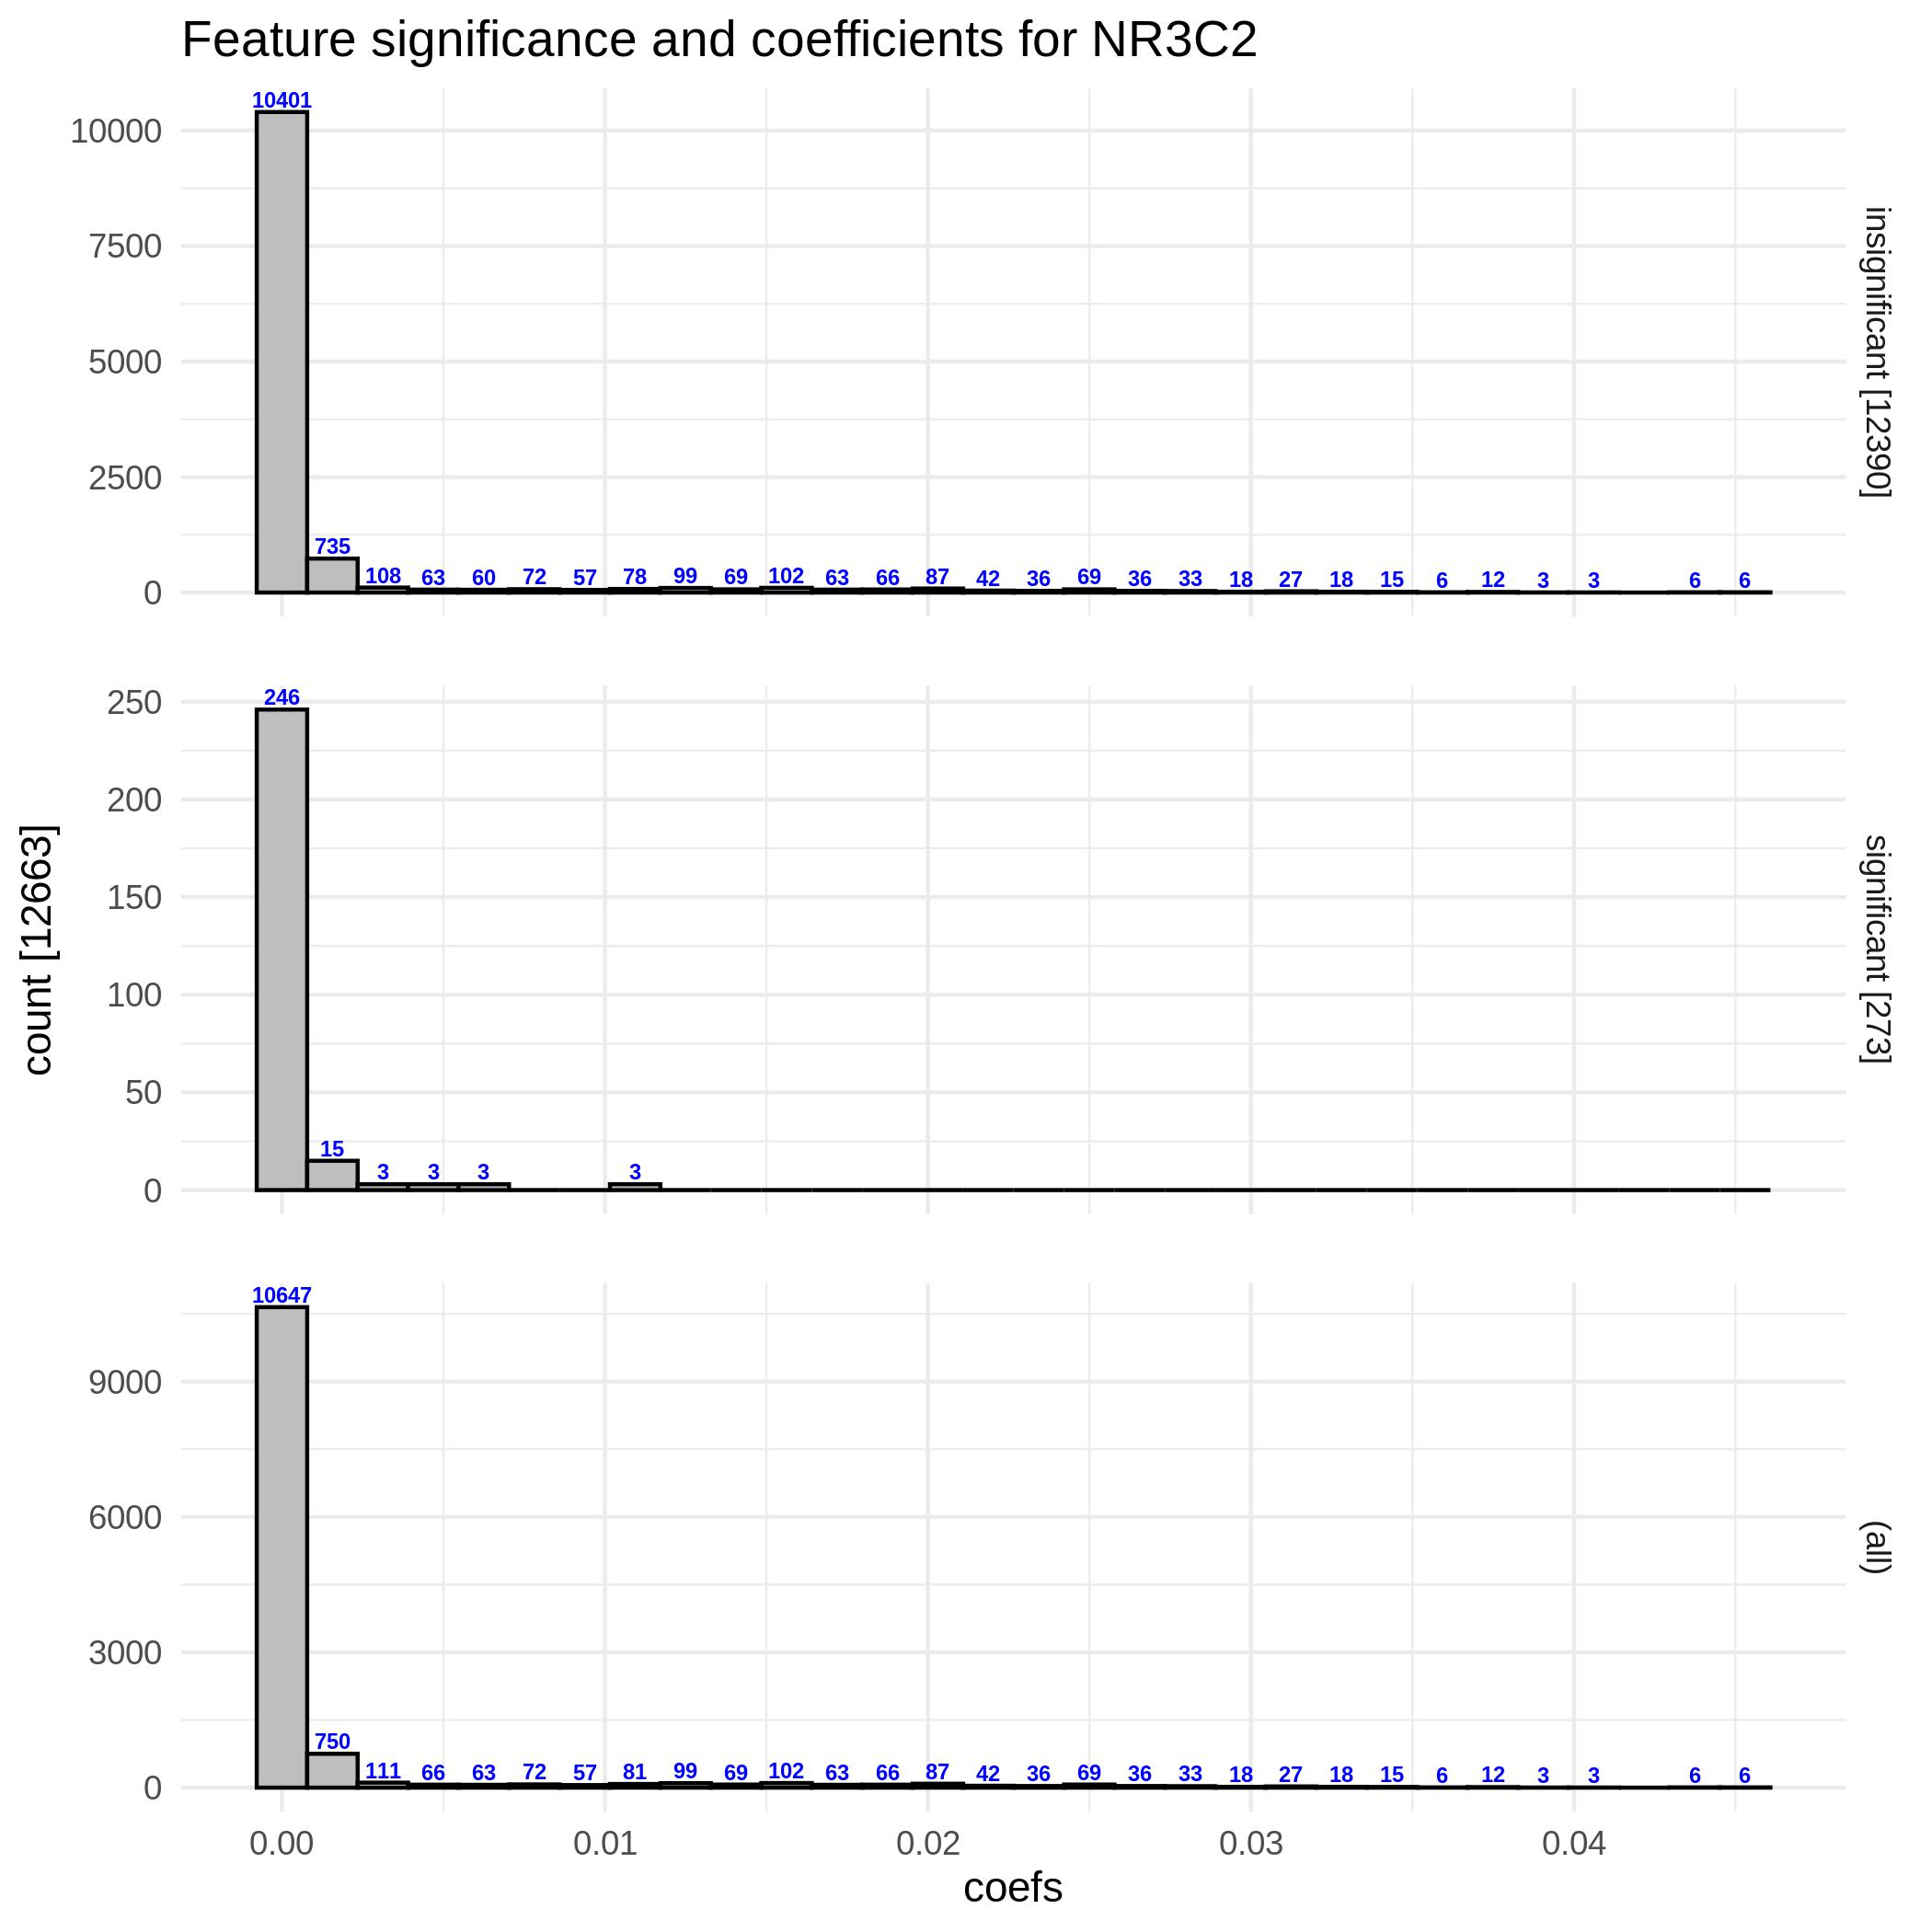 Feature significance and coefficients for NR3C2
10401
10000
7500
5000
2500
0
735
108 63 60 72 57 78 99 69 102 63 66 87 42 36 69 36 33 18 27 18 15 6 12 3 3 6 6
insignificant [12390]
count [12663]
246
250
200
150
100
50
0
15
3 3 3 3
significant [273]
10647
9000
6000
3000
0
750
111 66 63 72 57 81 99 69 102 63 66 87 42 36 69 36 33 18 27 18 15 6 12 3 3 6 6
(all)
0.00 0.01 0.02 0.03 0.04
coefs